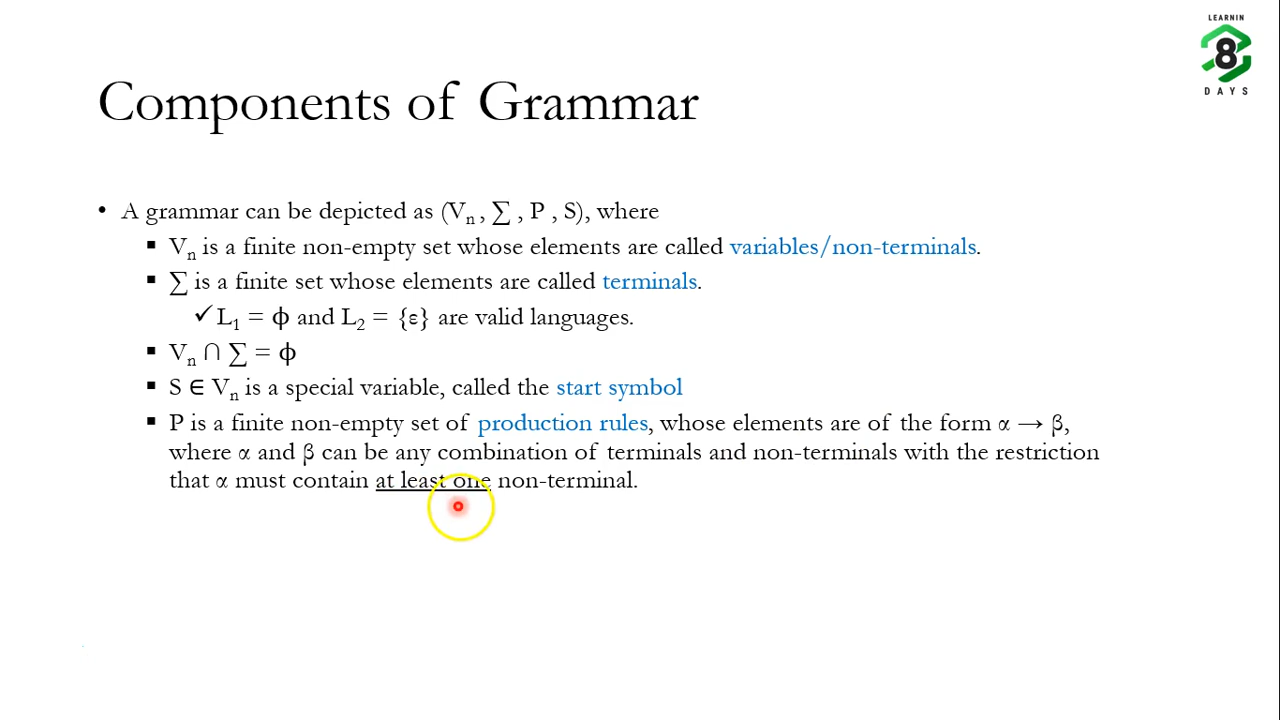 LEARNIN
8
DAYS
Components of Grammar
• A grammar can be depicted as (Vₙ , ∑ , P , S), where
▪ Vₙ is a finite non-empty set whose elements are called variables/non-terminals.
▪ ∑ is a finite set whose elements are called terminals.
✓ L₁ = ϕ and L₂ = {ε} are valid languages.
▪ Vₙ ∩ ∑ = ϕ
▪ S ∈ Vₙ is a special variable, called the start symbol
▪ P is a finite non-empty set of production rules, whose elements are of the form α → β,
where α and β can be any combination of terminals and non-terminals with the restriction
that α must contain at least one non-terminal.